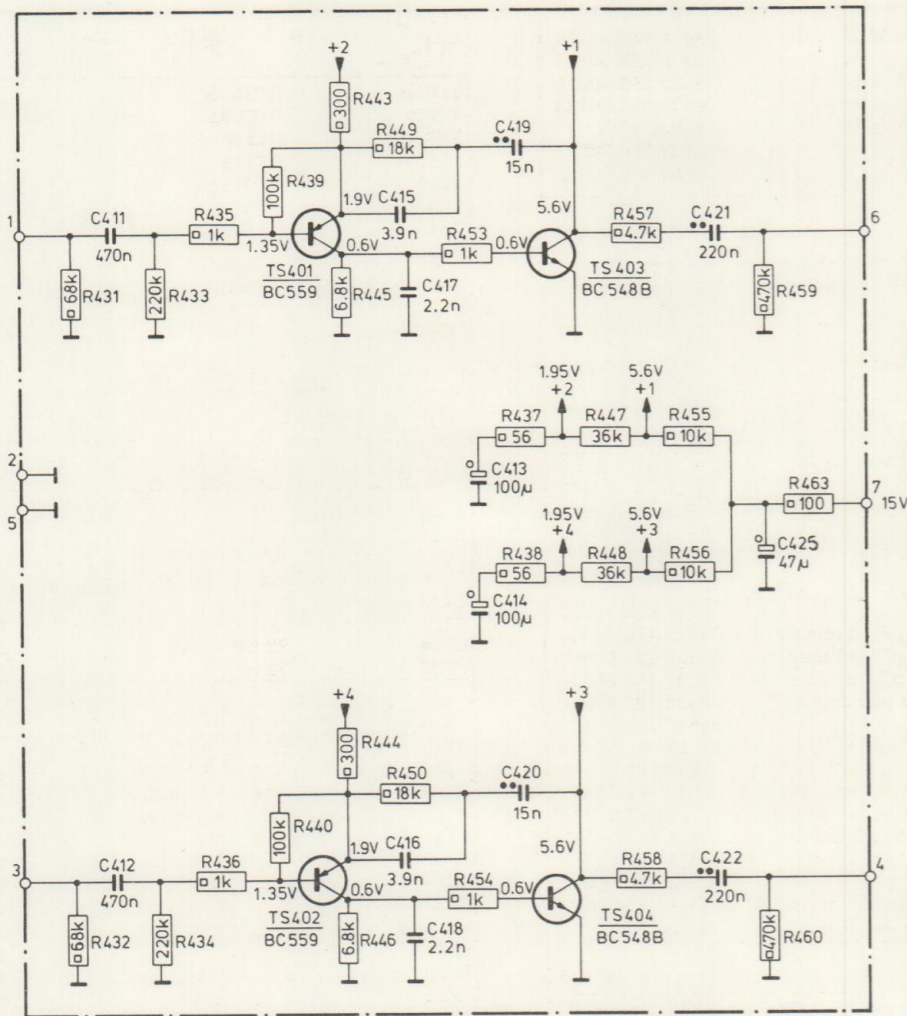 +2
+1
300
R443
R449
18k
C419
15n
100k
R439
1.9V
C415
3.9n
5.6V
1
C411
470n
R435
1k
1.35V
0.6V
R453
1k
0.6V
R457
4.7k
C421
220n
6
68k
R431
220k
R433
TS401
BC559
6.8k
R445
C417
2.2n
TS403
BC548B
470k
R459
1.95V
+2
5.6V
+1
R437
56
R447
36k
R455
10k
C413
100μ
2
5
R463
100
7
15V
1.95V
+4
5.6V
+3
R438
56
R448
36k
R456
10k
C425
47μ
C414
100μ
+4
+3
300
R444
R450
18k
C420
15n
100k
R440
1.9V
C416
3.9n
5.6V
3
C412
470n
R436
1k
1.35V
0.6V
R454
1k
0.6V
R458
4.7k
C422
220n
4
68k
R432
220k
R434
TS402
BC559
6.8k
R446
C418
2.2n
TS404
BC548B
470k
R460